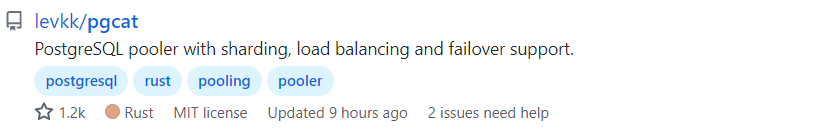 levkk/pgcat
PostgreSQL pooler with sharding, load balancing and failover support.
postgresql rust pooling pooler
1.2k Rust MIT license Updated 9 hours ago 2 issues need help